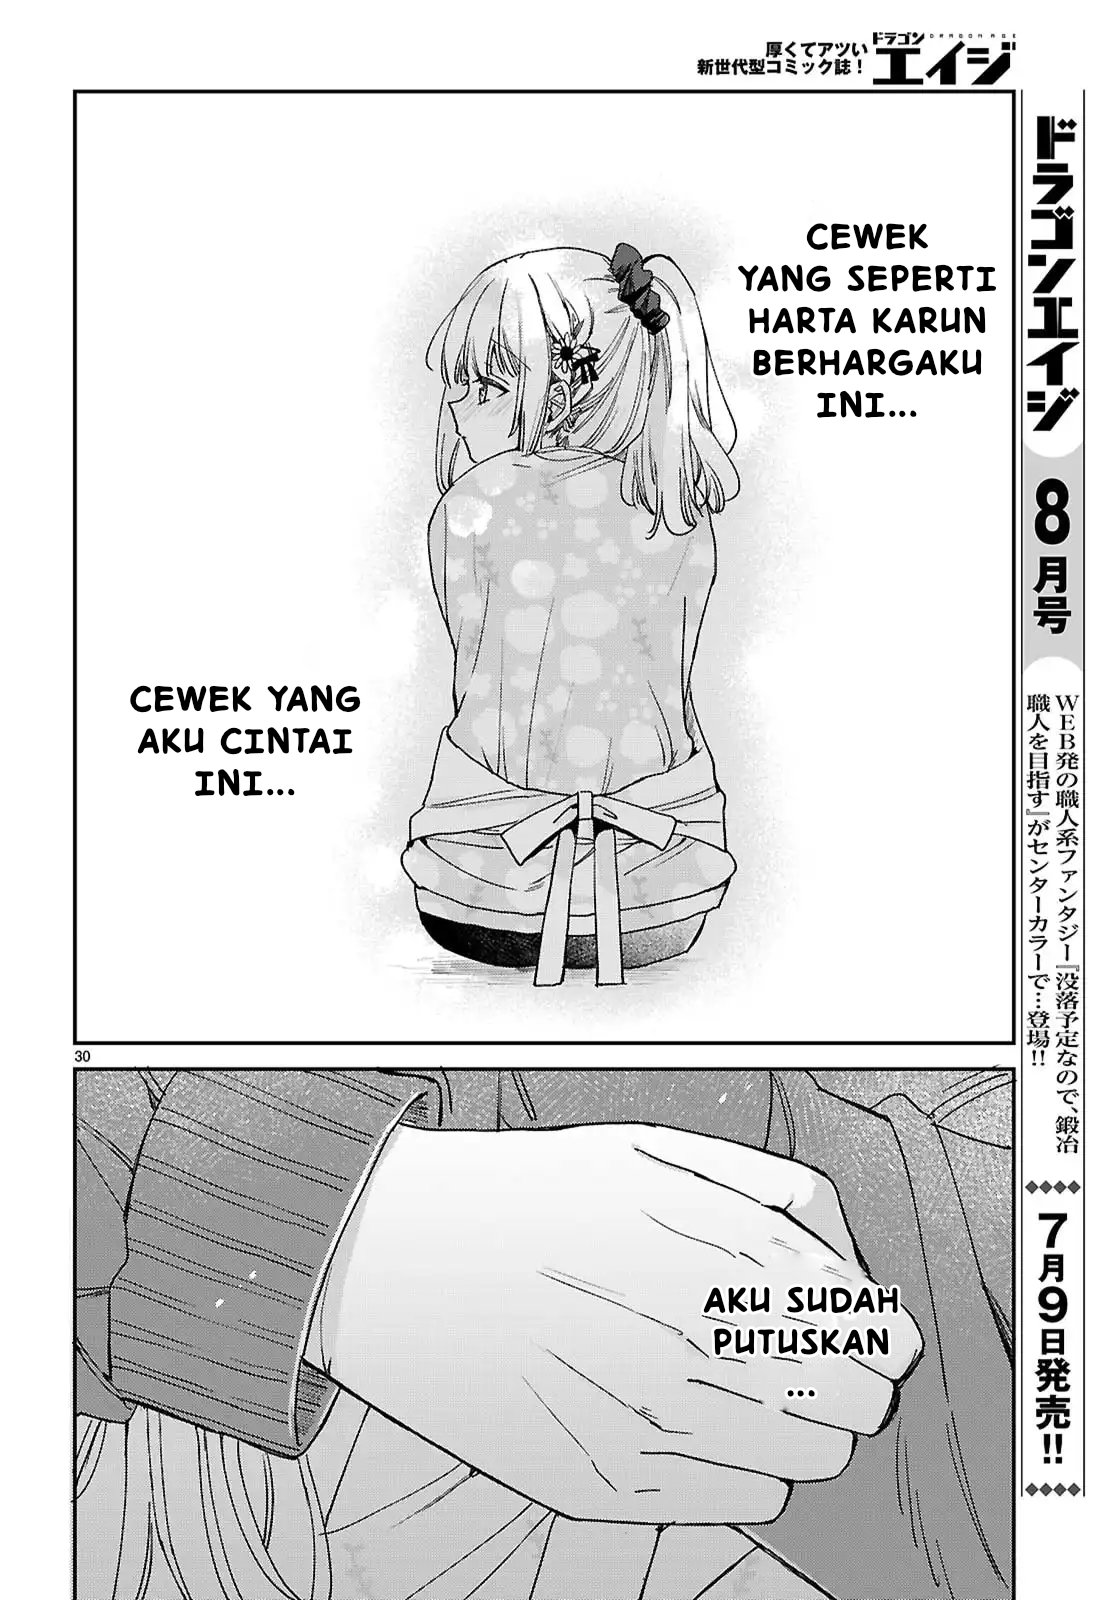 厚くてアツい
新世代型コミック誌！
ドラゴン
DRAGON AGE
エイジ
CEWEK
YANG SEPERTI
HARTA KARUN
BERHARGAKU
INI...
CEWEK YANG
AKU CINTAI
INI...
30
AKU SUDAH
PUTUSKAN
...
ドラゴンエイジ
8月号
WEB発の職人系ファンタジー『没落予定なので、鍛冶
職人を目指す』がセンターカラーで…登場!!
7月9日発売!!